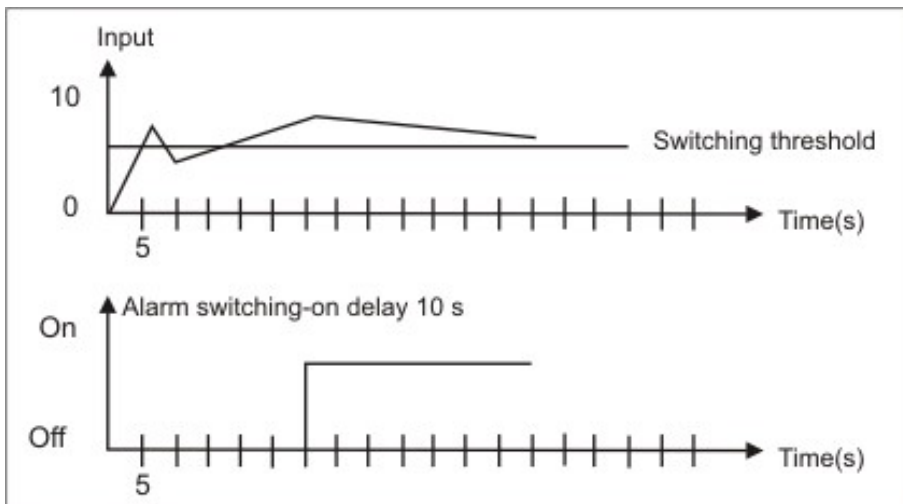 Input
10
Switching threshold
0
Time(s)
5
Alarm switching-on delay 10 s
On
Off
Time(s)
5